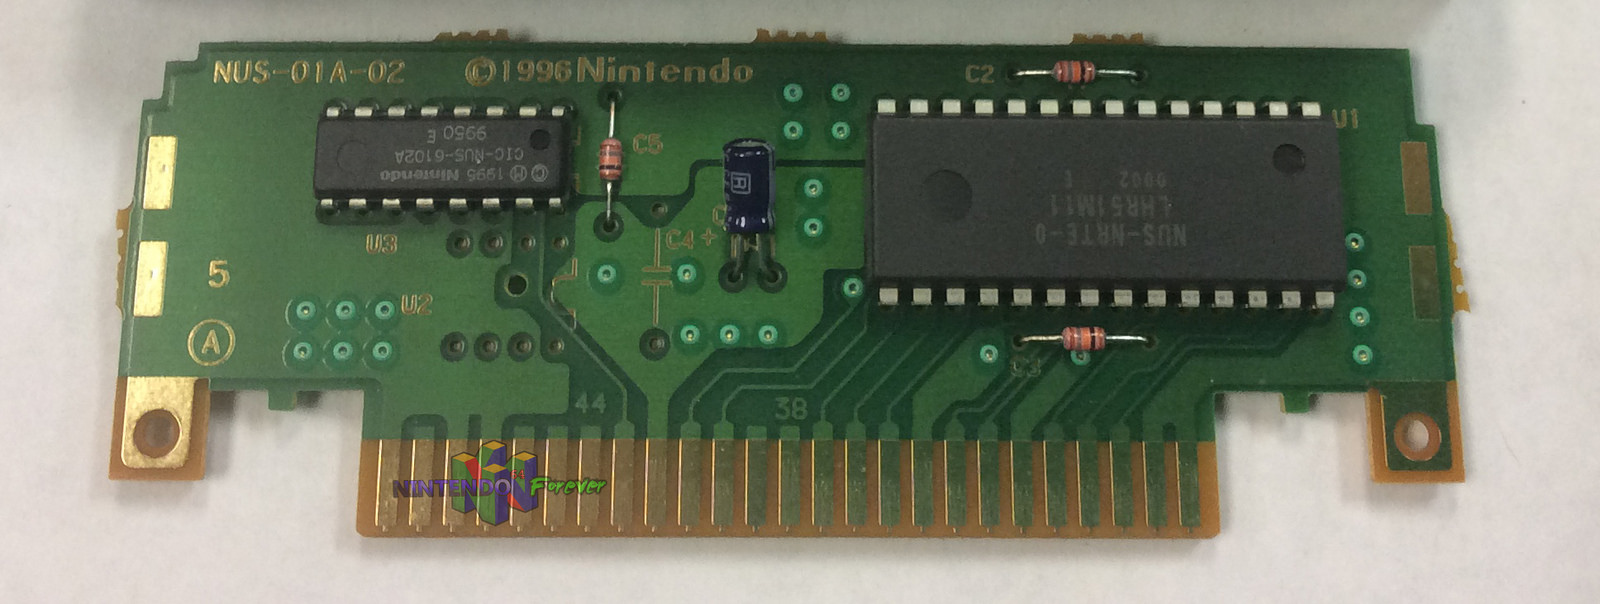 NUS-01A-02
©1996 Nintendo
C2
U1
9950 E
CIC-NUS-6102A
© 1995 Nintendo
C5
C4 +
U3
U2
5
A
NUS-NRTE-0
LHR51M11
0002 E
C3
44
38
NINTENDO
64
Forever